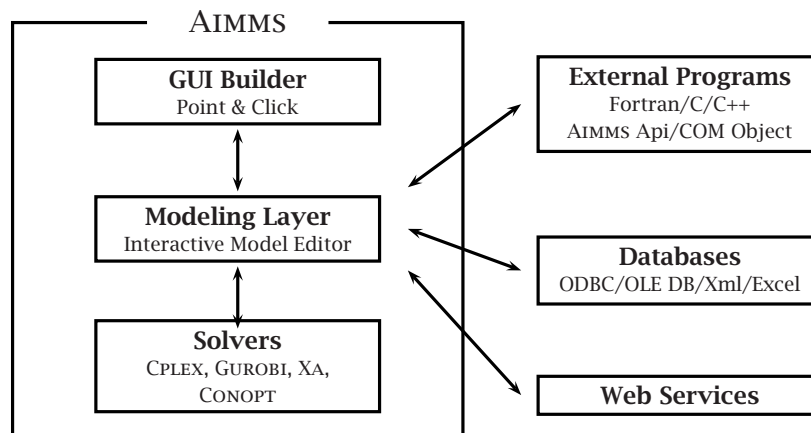 AIMMS
GUI Builder
Point & Click
Modeling Layer
Interactive Model Editor
Solvers
CPLEX, GUROBI, XA,
CONOPT
External Programs
Fortran/C/C++
AIMMS Api/COM Object
Databases
ODBC/OLE DB/Xml/Excel
Web Services